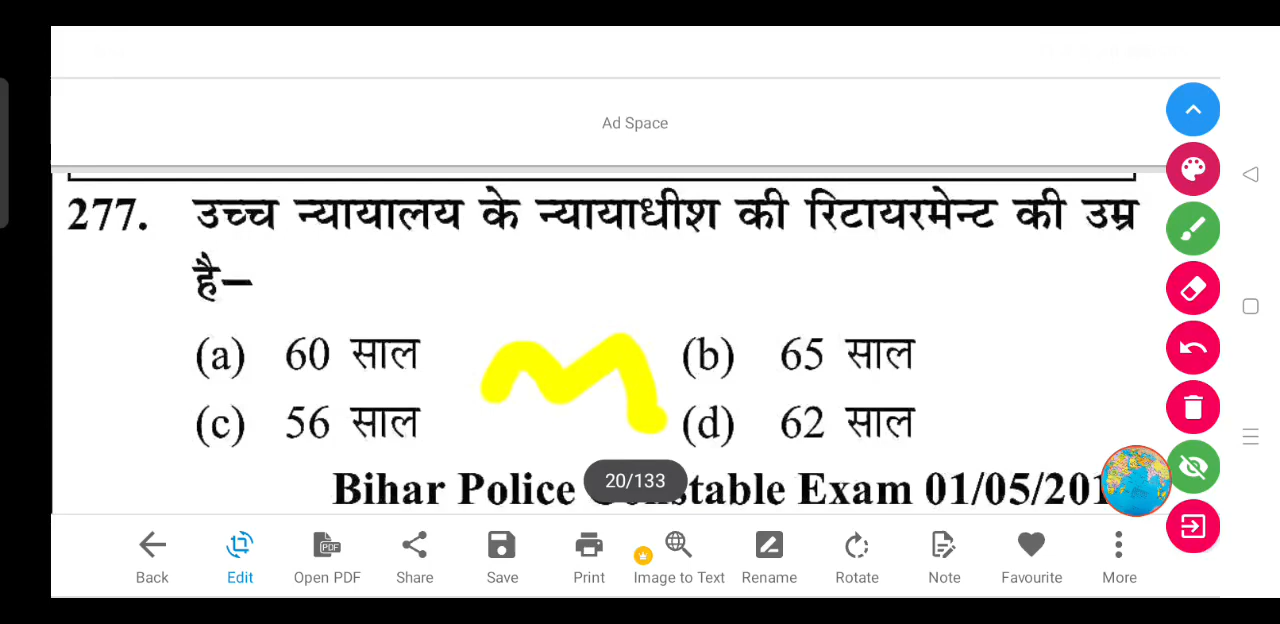 Ad Space
277. उच्च न्यायालय के न्यायाधीश की रिटायरमेन्ट की उम्र
है–
(a) 60 साल (b) 65 साल
(c) 56 साल (d) 62 साल
Bihar Police Exam 01/05/201
20/133
Back Edit Open PDF Share Save Print Image to Text Rename Rotate Note Favourite More